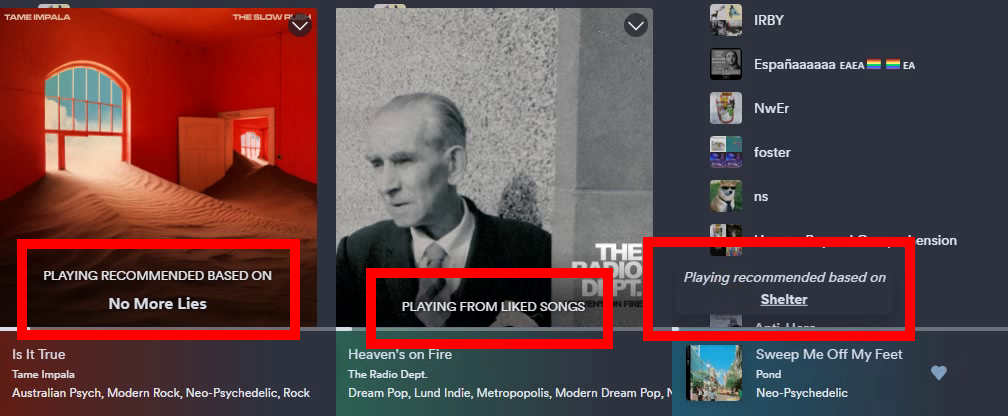 TAME IMPALA
THE SLOW RUSH
PLAYING RECOMMENDED BASED ON
No More Lies
Is It True
Tame Impala
Australian Psych, Modern Rock, Neo-Psychedelic, Rock
THE
RADIO
DEPT.
HEAVEN'S ON FIRE
PLAYING FROM LIKED SONGS
Heaven's on Fire
The Radio Dept.
Dream Pop, Lund Indie, Metropopolis, Modern Dream Pop, N
IRBY
Españaaaaaa EAEA🏳️‍🌈 🏳️‍🌈 EA
NwEr
foster
ns
Playing recommended based on
Shelter
Anti-Hero
Sweep Me Off My Feet
Pond
Neo-Psychedelic